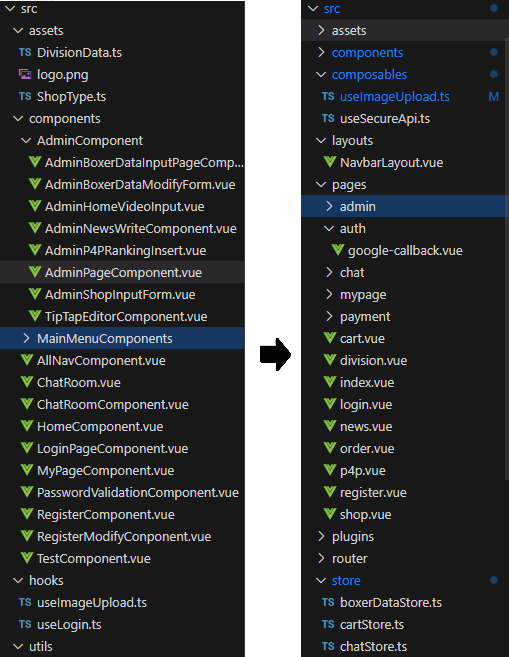 src
assets
TS DivisionData.ts
logo.png
TS ShopType.ts
components
AdminComponent
AdminBoxerDataInputPageComp...
AdminBoxerDataModifyForm.vue
AdminHomeVideoInput.vue
AdminNewsWriteComponent.vue
AdminP4PRankingInsert.vue
AdminPageComponent.vue
AdminShopInputForm.vue
TipTapEditorComponent.vue
MainMenuComponents
AllNavComponent.vue
ChatRoom.vue
ChatRoomComponent.vue
HomeComponent.vue
LoginPageComponent.vue
MyPageComponent.vue
PasswordValidationComponent.vue
RegisterComponent.vue
RegisterModifyConponent.vue
TestComponent.vue
hooks
TS useImageUpload.ts
TS useLogin.ts
utils
src
assets
components
composables
TS useImageUpload.ts M
TS useSecureApi.ts
layouts
NavbarLayout.vue
pages
admin
auth
google-callback.vue
chat
mypage
payment
cart.vue
division.vue
index.vue
login.vue
news.vue
order.vue
p4p.vue
register.vue
shop.vue
plugins
router
store
TS boxerDataStore.ts
TS cartStore.ts
TS chatStore.ts